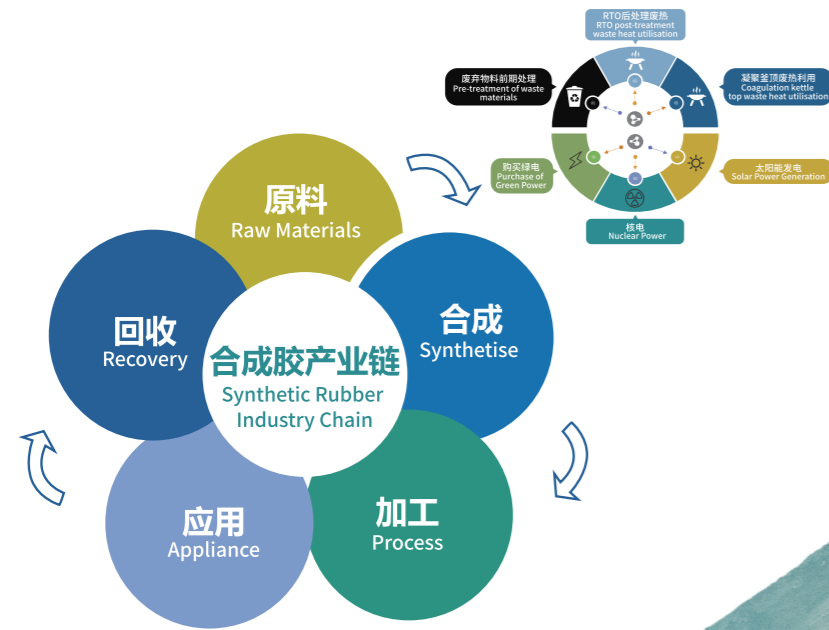 RTO后处理废热
RTO post-treatment
waste heat utilisation
废弃物料前期处理
Pre-treatment of waste
materials
凝聚釜顶废热利用
Coagulation kettle
top waste heat utilisation
购买绿电
Purchase of
Green Power
太阳能发电
Solar Power Generation
核电
Nuclear Power
原料
Raw Materials
合成
Synthetise
加工
Process
应用
Appliance
回收
Recovery
合成胶产业链
Synthetic Rubber
Industry Chain